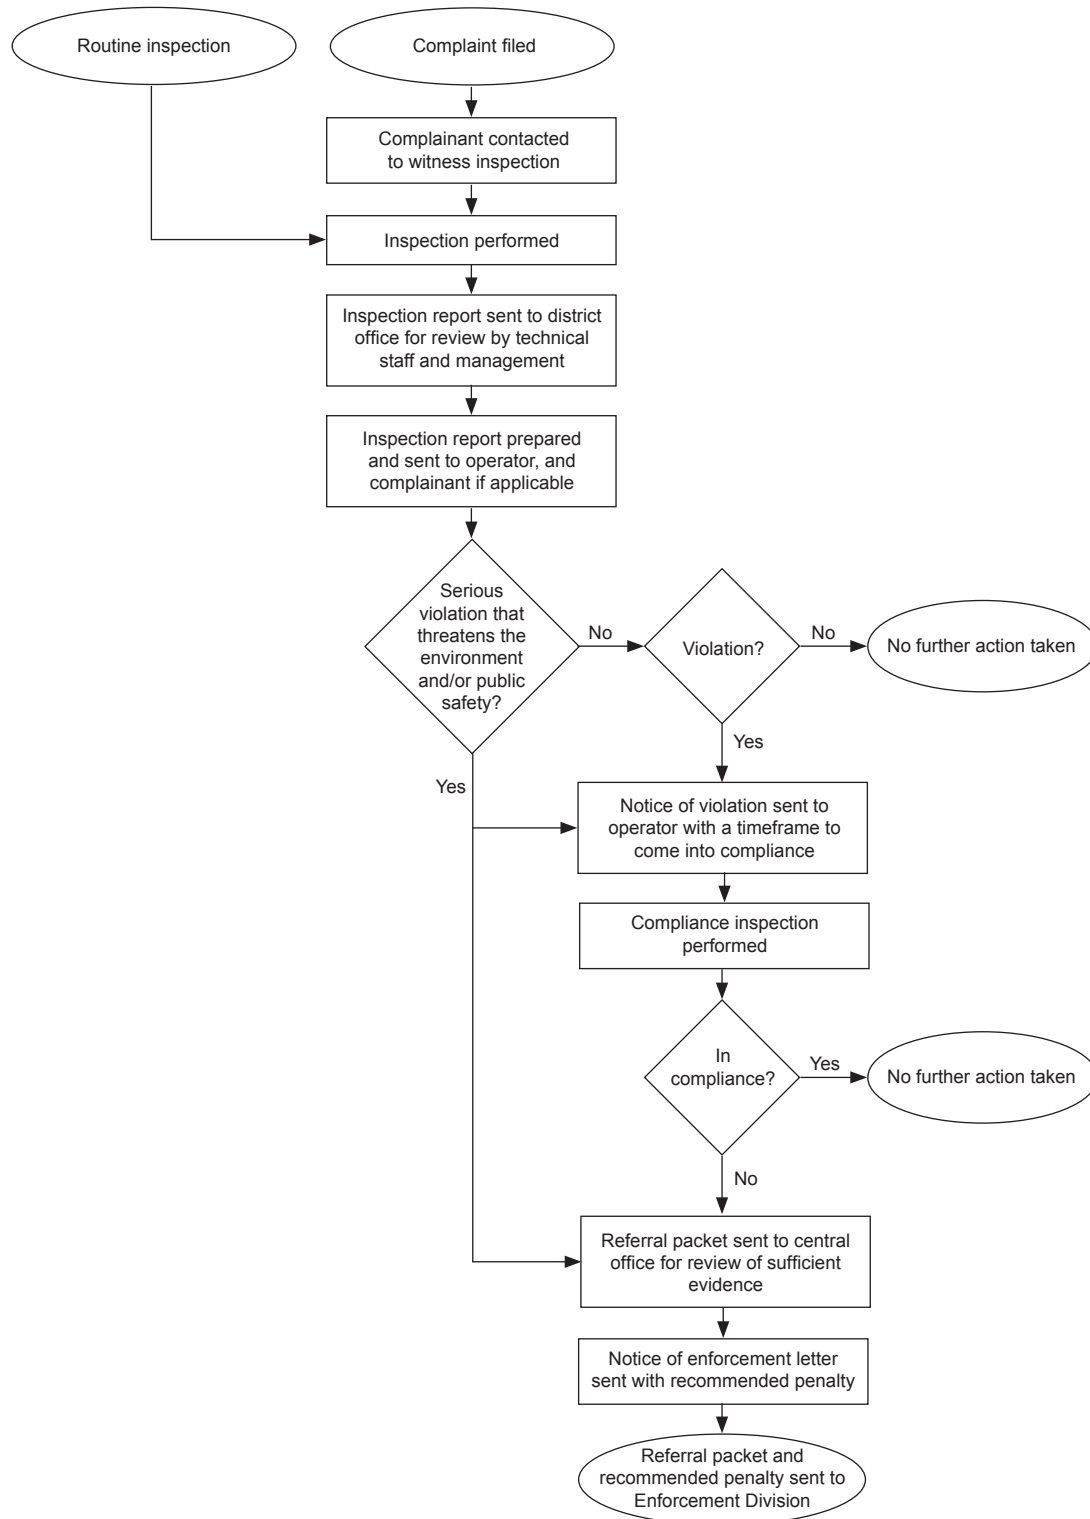 Routine inspection
Complaint filed
Complainant contacted
to witness inspection
Inspection performed
Inspection report sent to district
office for review by technical
staff and management
Inspection report prepared
and sent to operator, and
complainant if applicable
Serious
violation that
threatens the
environment
and/or public
safety?
No
Violation?
No
No further action taken
Yes
Yes
Notice of violation sent to
operator with a timeframe to
come into compliance
Compliance inspection
performed
In
compliance?
Yes
No further action taken
No
Referral packet sent to central
office for review of sufficient
evidence
Notice of enforcement letter
sent with recommended penalty
Referral packet and
recommended penalty sent to
Enforcement Division